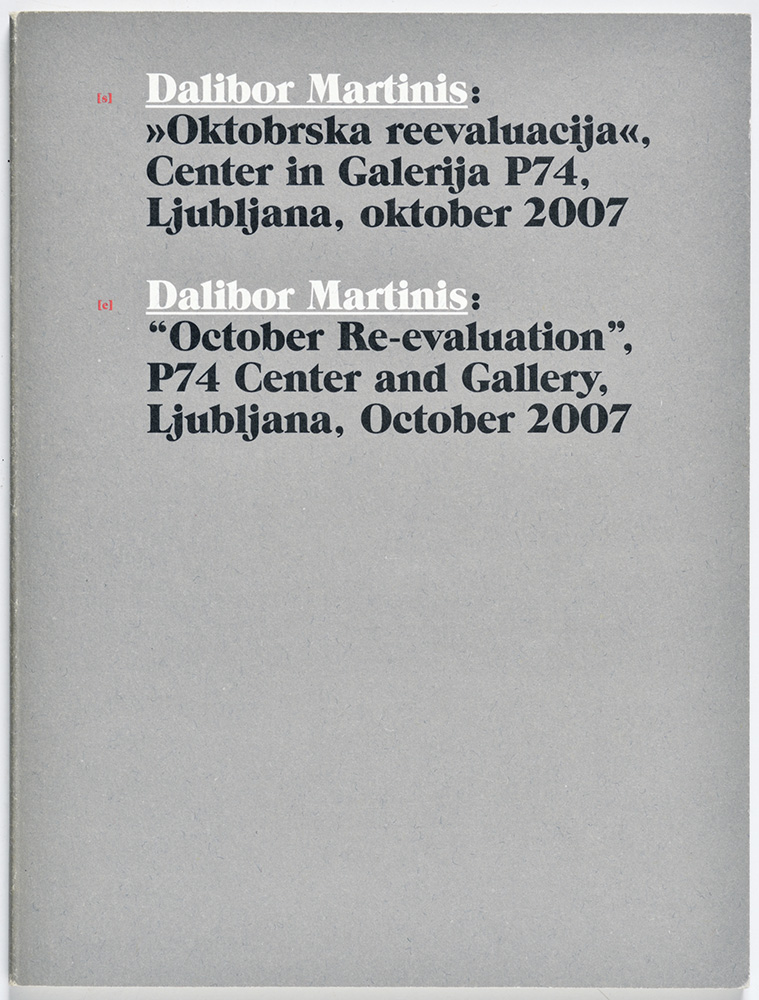 [s] Dalibor Martinis:
»Oktobrska reevaluacija«,
Center in Galerija P74,
Ljubljana, oktober 2007
[e] Dalibor Martinis:
“October Re-evaluation”,
P74 Center and Gallery,
Ljubljana, October 2007